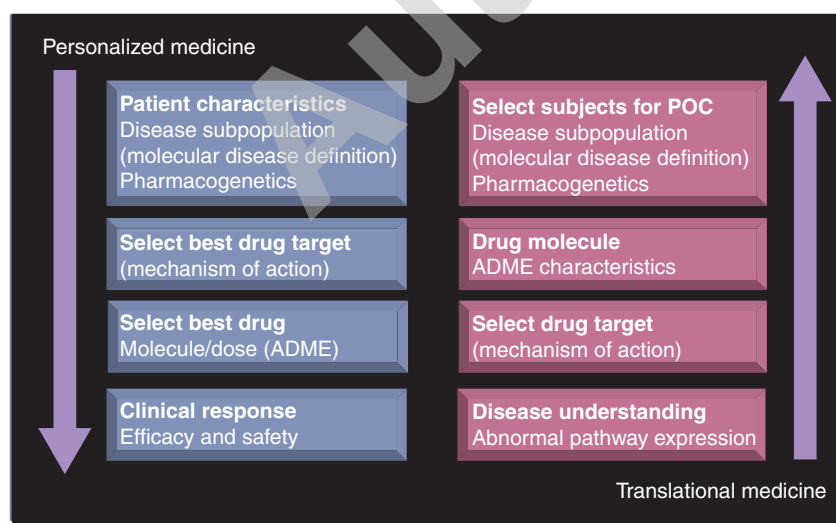 Personalized medicine
Patient characteristics
Disease subpopulation
(molecular disease definition)
Pharmacogenetics
Select best drug target
(mechanism of action)
Select best drug
Molecule/dose (ADME)
Clinical response
Efficacy and safety
Select subjects for POC
Disease subpopulation
(molecular disease definition)
Pharmacogenetics
Drug molecule
ADME characteristics
Select drug target
(mechanism of action)
Disease understanding
Abnormal pathway expression
Translational medicine
Au